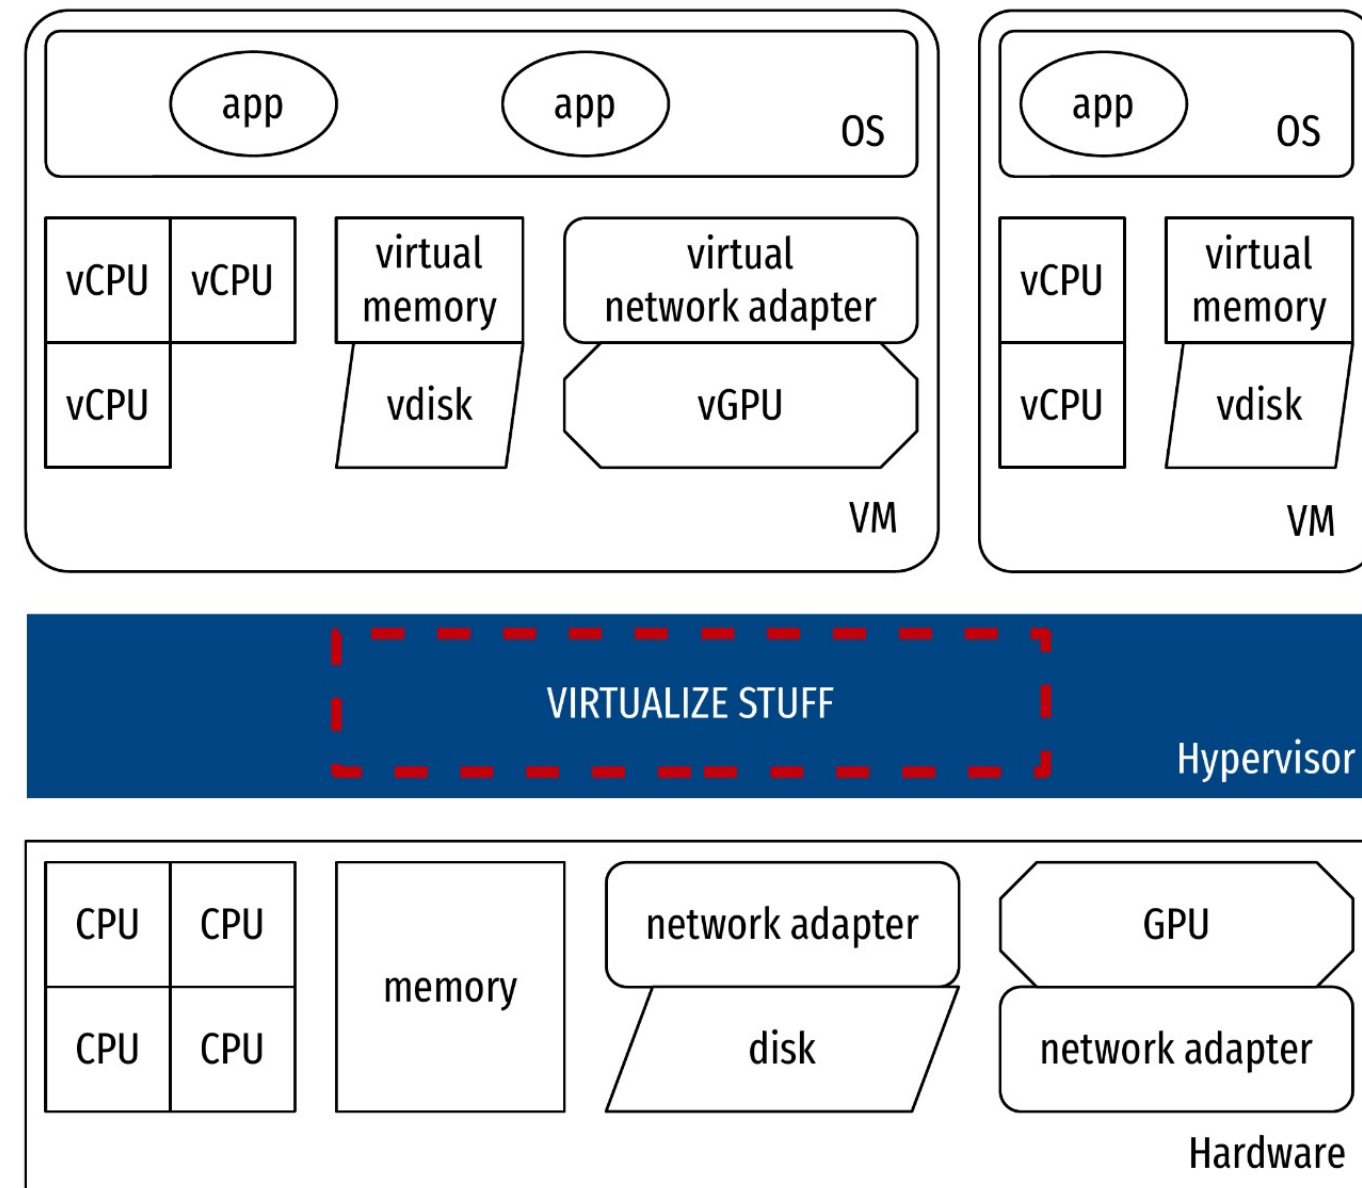 app
app
OS
app
OS
vCPU
vCPU
virtual
memory
virtual
network adapter
vCPU
virtual
memory
vCPU
vdisk
vGPU
vCPU
vdisk
VM
VM
VIRTUALIZE STUFF
Hypervisor
CPU
CPU
memory
network adapter
GPU
CPU
CPU
disk
network adapter
Hardware